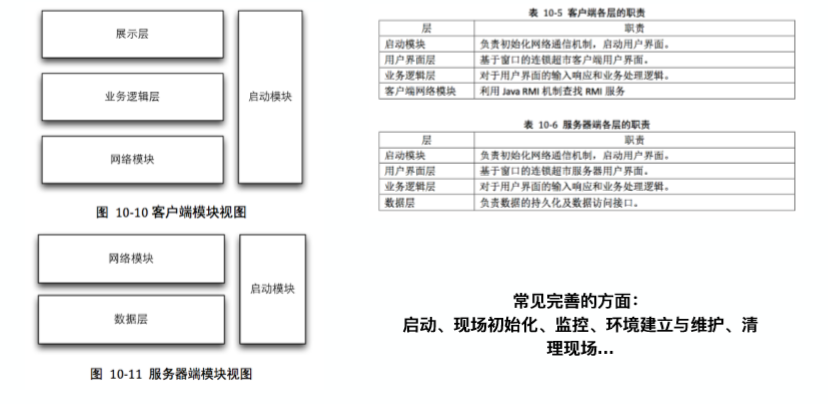 展示层
业务逻辑层
网络模块
启动模块
图 10-10 客户端模块视图
网络模块
数据层
启动模块
图 10-11 服务器端模块视图
表 10-5 客户端各层的职责
层 职责
启动模块 负责初始化网络通信机制，启动用户界面。
用户界面层 基于窗口的连锁超市客户端用户界面。
业务逻辑层 对于用户界面的输入响应和业务处理逻辑。
客户端网络模块 利用 Java RMI 机制查找 RMI 服务
表 10-6 服务器端各层的职责
层 职责
启动模块 负责初始化网络通信机制，启动用户界面。
用户界面层 基于窗口的连锁超市服务器用户界面。
业务逻辑层 对于用户界面的输入响应和业务处理逻辑。
数据层 负责数据的持久化及数据访问接口。
常见完善的方面：
启动、现场初始化、监控、环境建立与维护、清
理现场…